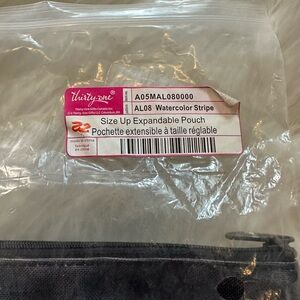 thirty-one
A05MAL080000
AL08 Watercolor Stripe
Size Up Expandable Pouch
Pochette extensible à taille réglable